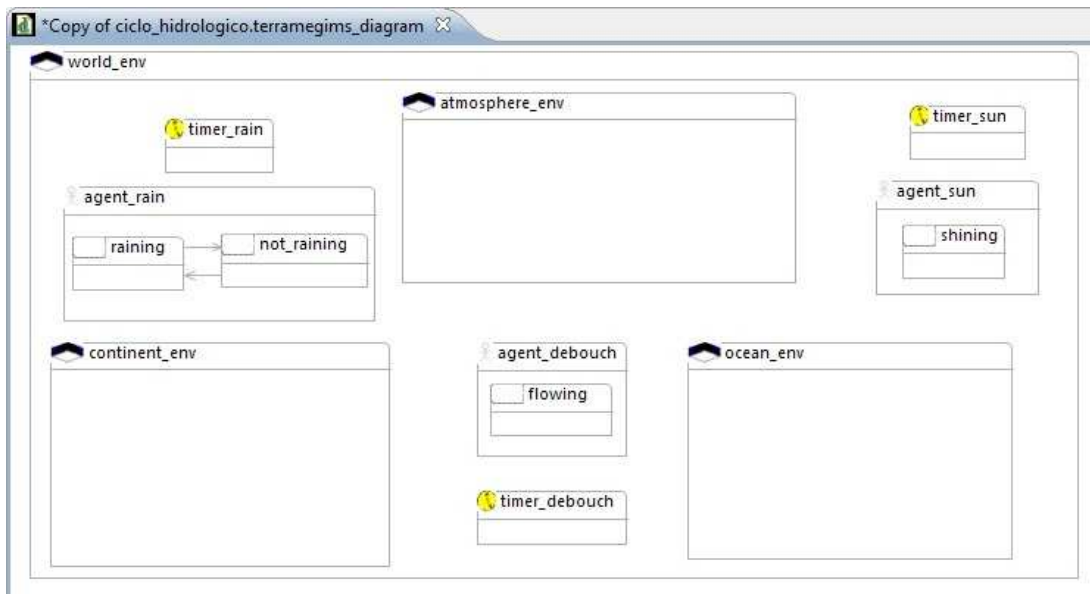 *Copy of ciclo_hidrologico.terramegims_diagram
world_env
atmosphere_env
timer_rain
timer_sun
agent_rain
agent_sun
raining
not_raining
shining
continent_env
agent_debouch
ocean_env
flowing
timer_debouch